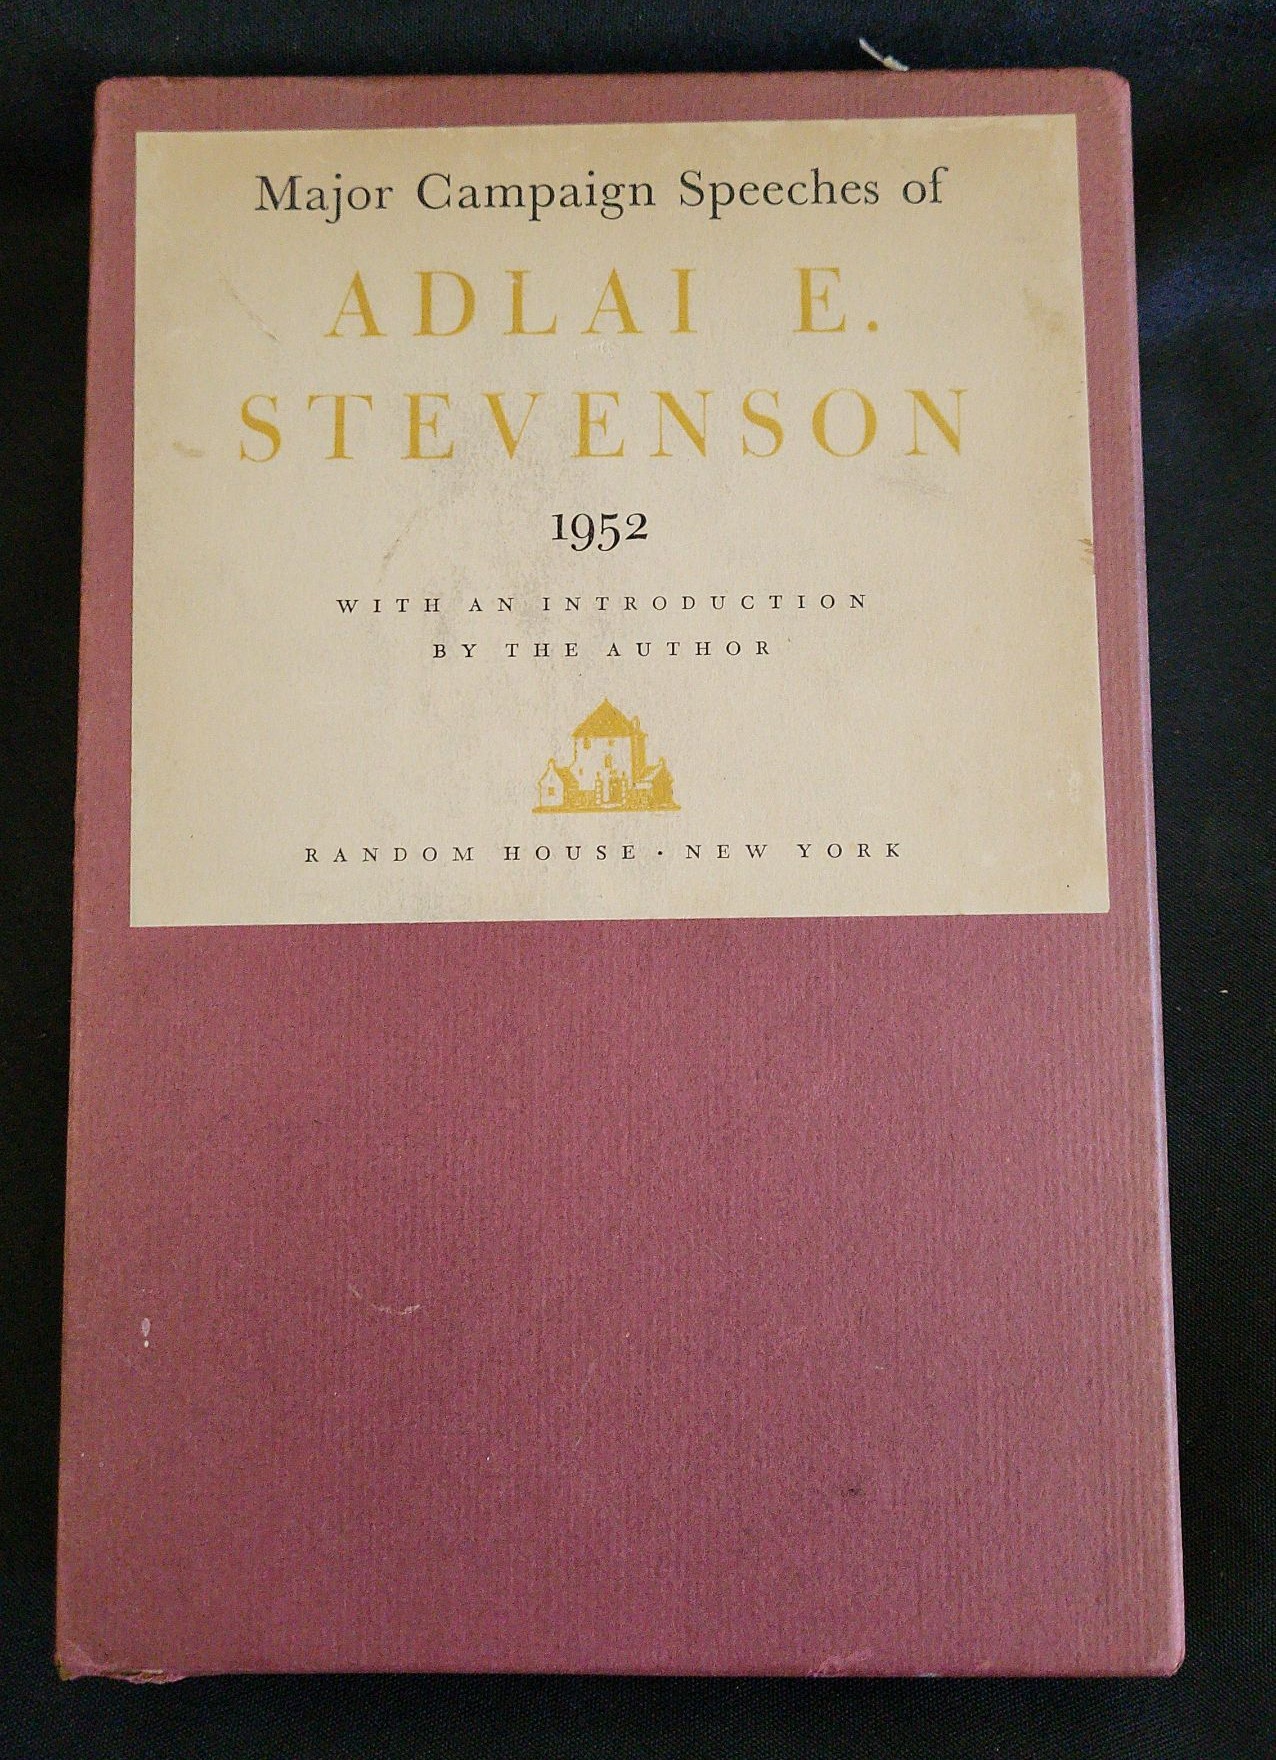 Major Campaign Speeches of
ADLAI E.
STEVENSON
1952
WITH AN INTRODUCTION
BY THE AUTHOR
RANDOM HOUSE · NEW YORK